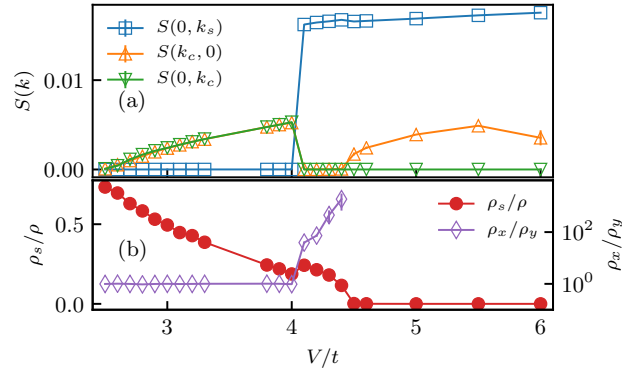 S(0, k_s)
S(k_c, 0)
S(0, k_c)
0.01
0.00
S(k)
(a)
0.5
0.0
ρ_s/ρ
(b)
ρ_s/ρ
ρ_x/ρ_y
10^2
10^0
ρ_x/ρ_y
3 4 5 6
V/t